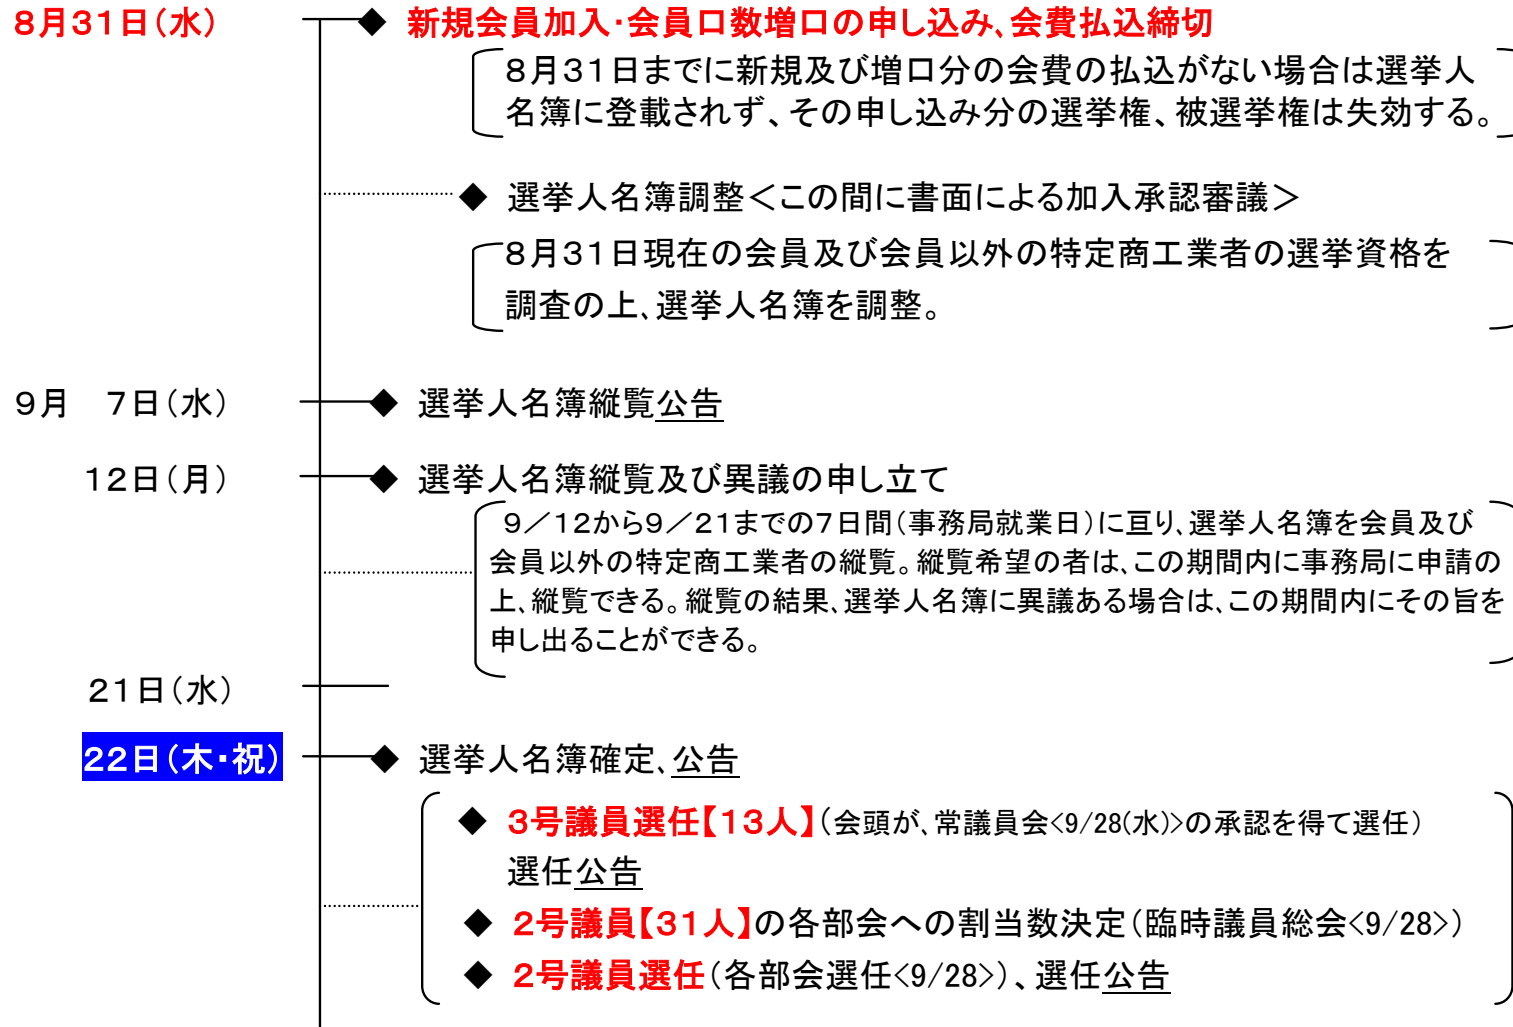 8月31日(水) ◆ 新規会員加入・会員口数増口の申し込み、会費払込締切
8月31日までに新規及び増口分の会費の払込がない場合は選挙人
名簿に登載されず、その申し込み分の選挙権、被選挙権は失効する。
◆ 選挙人名簿調整<この間に書面による加入承認審議>
8月31日現在の会員及び会員以外の特定商工業者の選挙資格を
調査の上、選挙人名簿を調整。
9月 7日(水) ◆ 選挙人名簿縦覧公告
12日(月) ◆ 選挙人名簿縦覧及び異議の申し立て
9/12から9/21までの7日間(事務局就業日)に亘り、選挙人名簿を会員及び
会員以外の特定商工業者の縦覧。縦覧希望の者は、この期間内に事務局に申請の
上、縦覧できる。縦覧の結果、選挙人名簿に異議ある場合は、この期間内にその旨を
申し出ることができる。
21日(水)
22日(木・祝) ◆ 選挙人名簿確定、公告
◆ 3号議員選任【13人】(会頭が、常議員会<9/28(水)>の承認を得て選任)
選任公告
◆ 2号議員【31人】の各部会への割当数決定(臨時議員総会<9/28>)
◆ 2号議員選任(各部会選任<9/28>)、選任公告